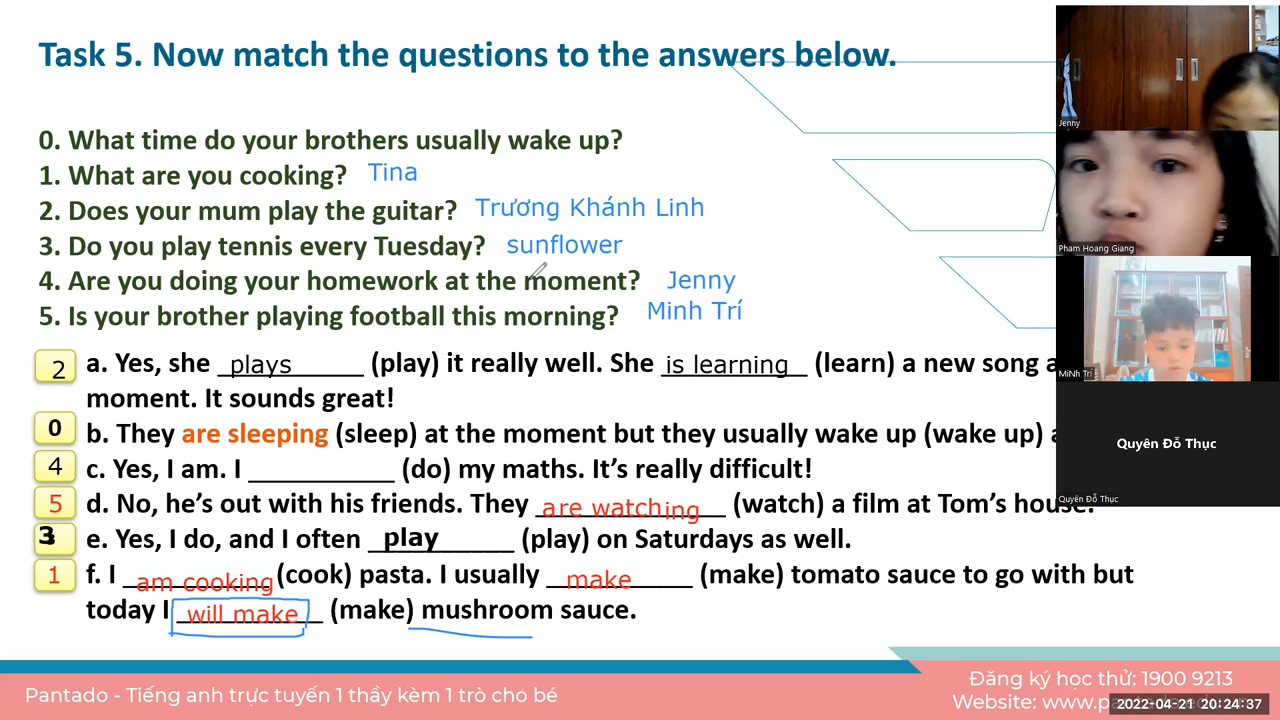 Task 5. Now match the questions to the answers below.
0. What time do your brothers usually wake up?
1. What are you cooking? Tina
2. Does your mum play the guitar? Trương Khánh Linh
3. Do you play tennis every Tuesday? sunflower
4. Are you doing your homework at the moment? Jenny
5. Is your brother playing football this morning? Minh Trí
2 a. Yes, she plays (play) it really well. She is learning (learn) a new song
moment. It sounds great!
0 b. They are sleeping (sleep) at the moment but they usually wake up (wake up)
4 c. Yes, I am. I __________ (do) my maths. It's really difficult!
5 d. No, he's out with his friends. They are watching (watch) a film at Tom's house.
3 e. Yes, I do, and I often play (play) on Saturdays as well.
1 f. I am cooking (cook) pasta. I usually make (make) tomato sauce to go with but
today I will make (make) mushroom sauce.
Jenny
Pham Hoang Giang
MiNh Trí
Quyên Đỗ Thục
Quyên Đỗ Thục
Pantado - Tiếng anh trực tuyến 1 thầy kèm 1 trò cho bé
Đăng ký học thử: 1900 9213
Website:
2022-04-21 20:24:37